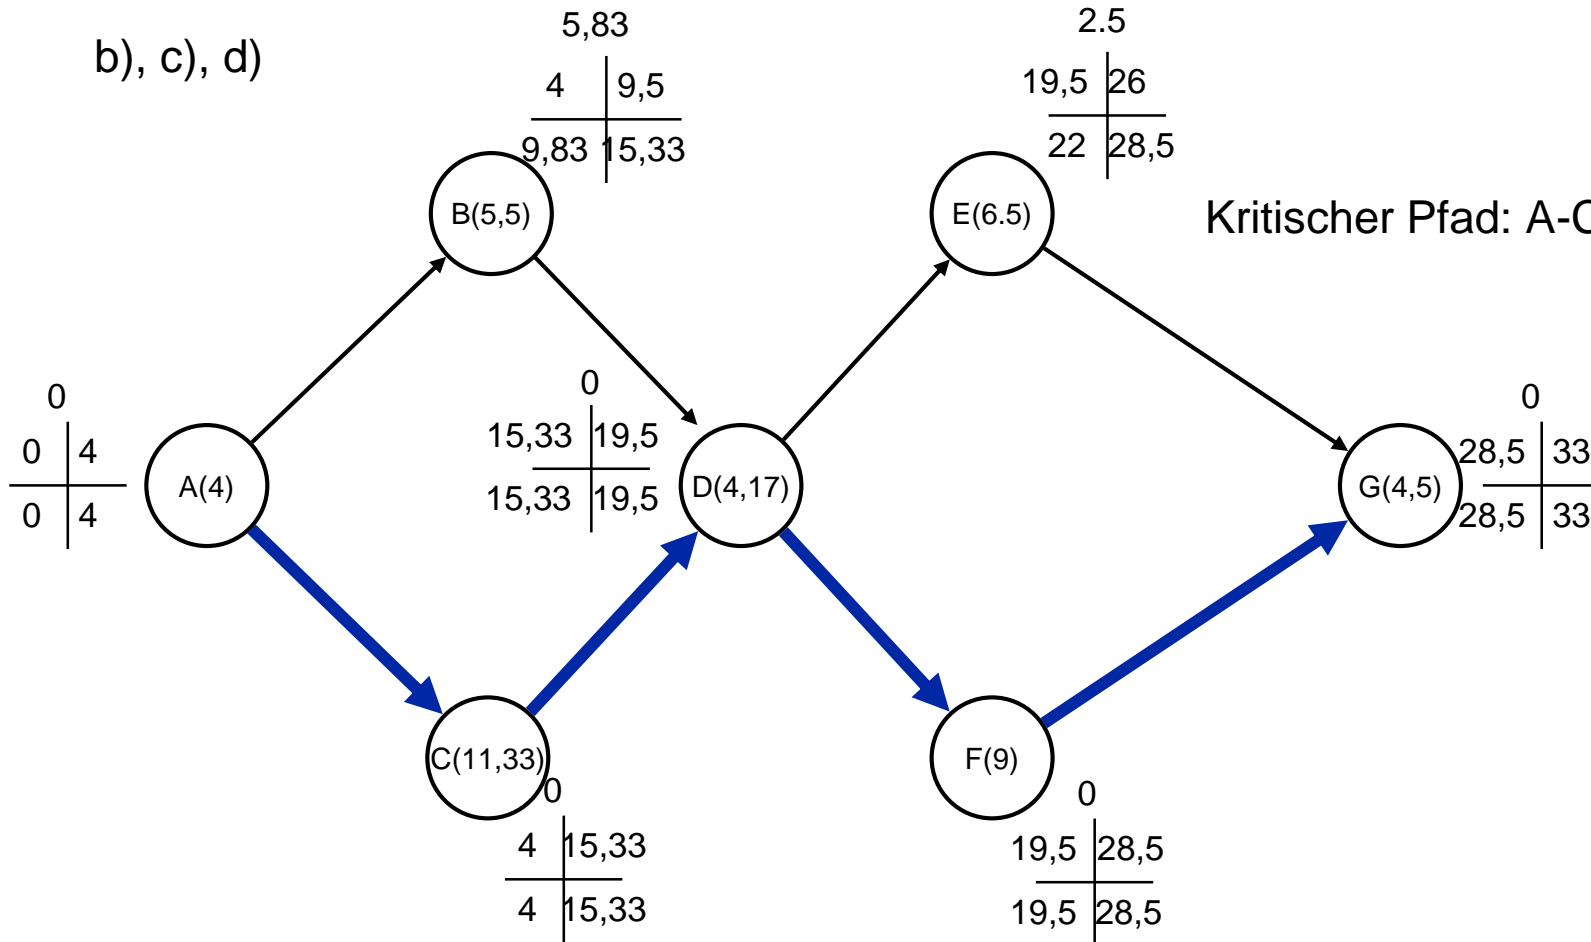 b), c), d)
5,83
4 9,5
9,83 15,33
B(5,5)
2.5
19,5 26
22 28,5
E(6.5)
Kritischer Pfad: A-C
0
0 4
0 4
A(4)
0
15,33 19,5
15,33 19,5
D(4,17)
0
28,5 33
28,5 33
G(4,5)
C(11,33)
0
4 15,33
4 15,33
F(9)
0
19,5 28,5
19,5 28,5